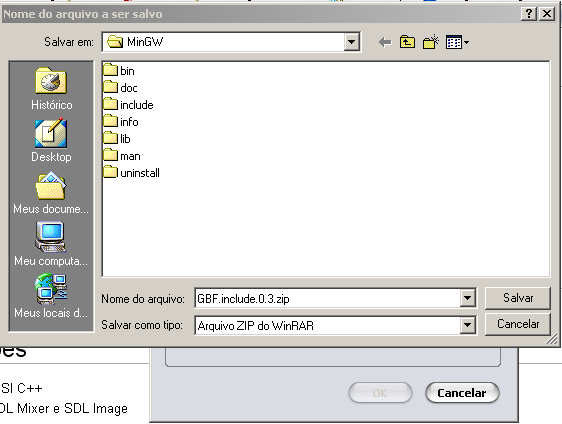 Nome do arquivo a ser salvo
Salvar em: MinGW
bin
doc
include
info
lib
man
uninstall
Histórico
Desktop
Meus docume...
Meu computa...
Meus locais d...
Nome do arquivo: GBF.include.0.3.zip Salvar
Salvar como tipo: Arquivo ZIP do WinRAR Cancelar
ões
SI C++
DL Mixer e SDL Image
OK Cancelar